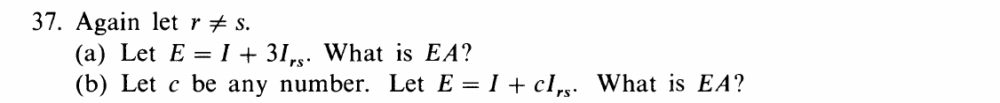 37. Again let r ≠ s.
(a) Let E = I + 3I_rs. What is EA?
(b) Let c be any number. Let E = I + cI_rs. What is EA?